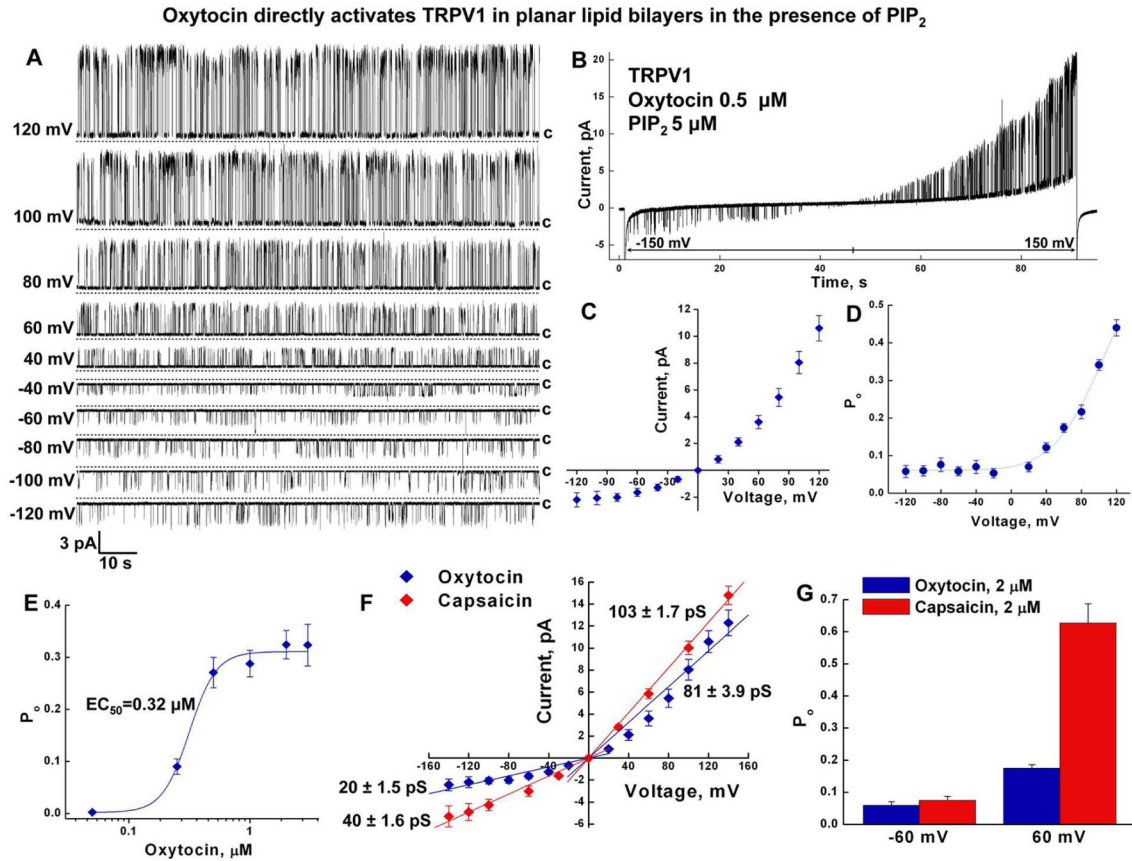 Oxytocin directly activates TRPV1 in planar lipid bilayers in the presence of PIP₂
A
120 mV
c
100 mV
c
80 mV
c
60 mV
c
40 mV
c
-40 mV
c
-60 mV
c
-80 mV
c
-100 mV
c
-120 mV
c
3 pA
10 s
B
TRPV1
Oxytocin 0.5 μM
PIP₂ 5 μM
Current, pA
20
15
10
5
0
-5
-150 mV
150 mV
0 20 40 60 80
Time, s
C
Current, pA
12
10
8
6
4
2
0
-2
-120 -90 -60 -30 0 30 60 90 120
Voltage, mV
D
Pₒ
0.5
0.4
0.3
0.2
0.1
0.0
-120 -80 -40 0 40 80 120
Voltage, mV
E
Pₒ
0.4
0.3
0.2
0.1
0.0
EC₅₀=0.32 μM
0.1 1
Oxytocin, μM
Oxytocin
Capsaicin
F
Current, pA
16
14
12
10
8
6
4
2
0
-2
-4
-6
103 ± 1.7 pS
81 ± 3.9 pS
-160 -120 -80 -40
0 40 80 120 160
20 ± 1.5 pS
40 ± 1.6 pS
Voltage, mV
G
Oxytocin, 2 μM
Capsaicin, 2 μM
Pₒ
0.7
0.6
0.5
0.4
0.3
0.2
0.1
0.0
-60 mV 60 mV